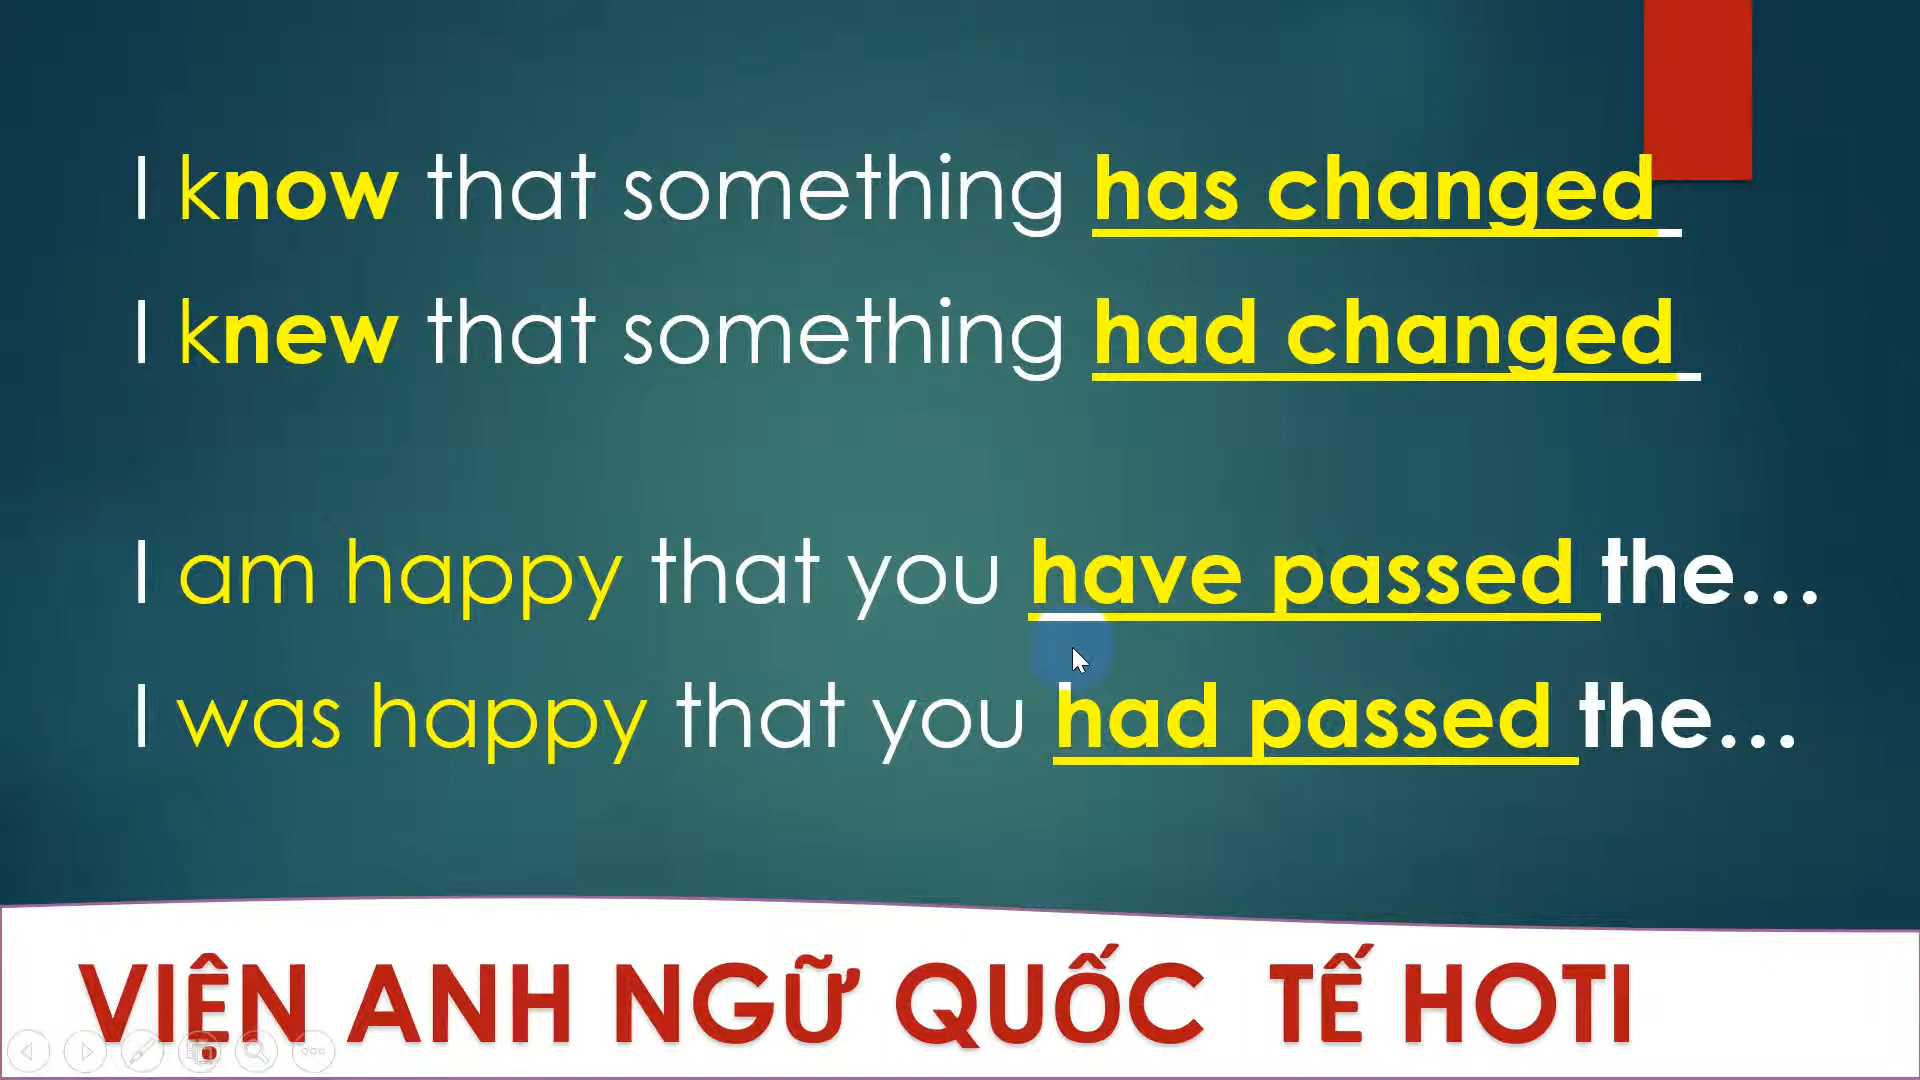 I know that something has changed
I knew that something had changed
I am happy that you have passed the...
I was happy that you had passed the...
VIỆN ANH NGỮ QUỐC TẾ HOTI